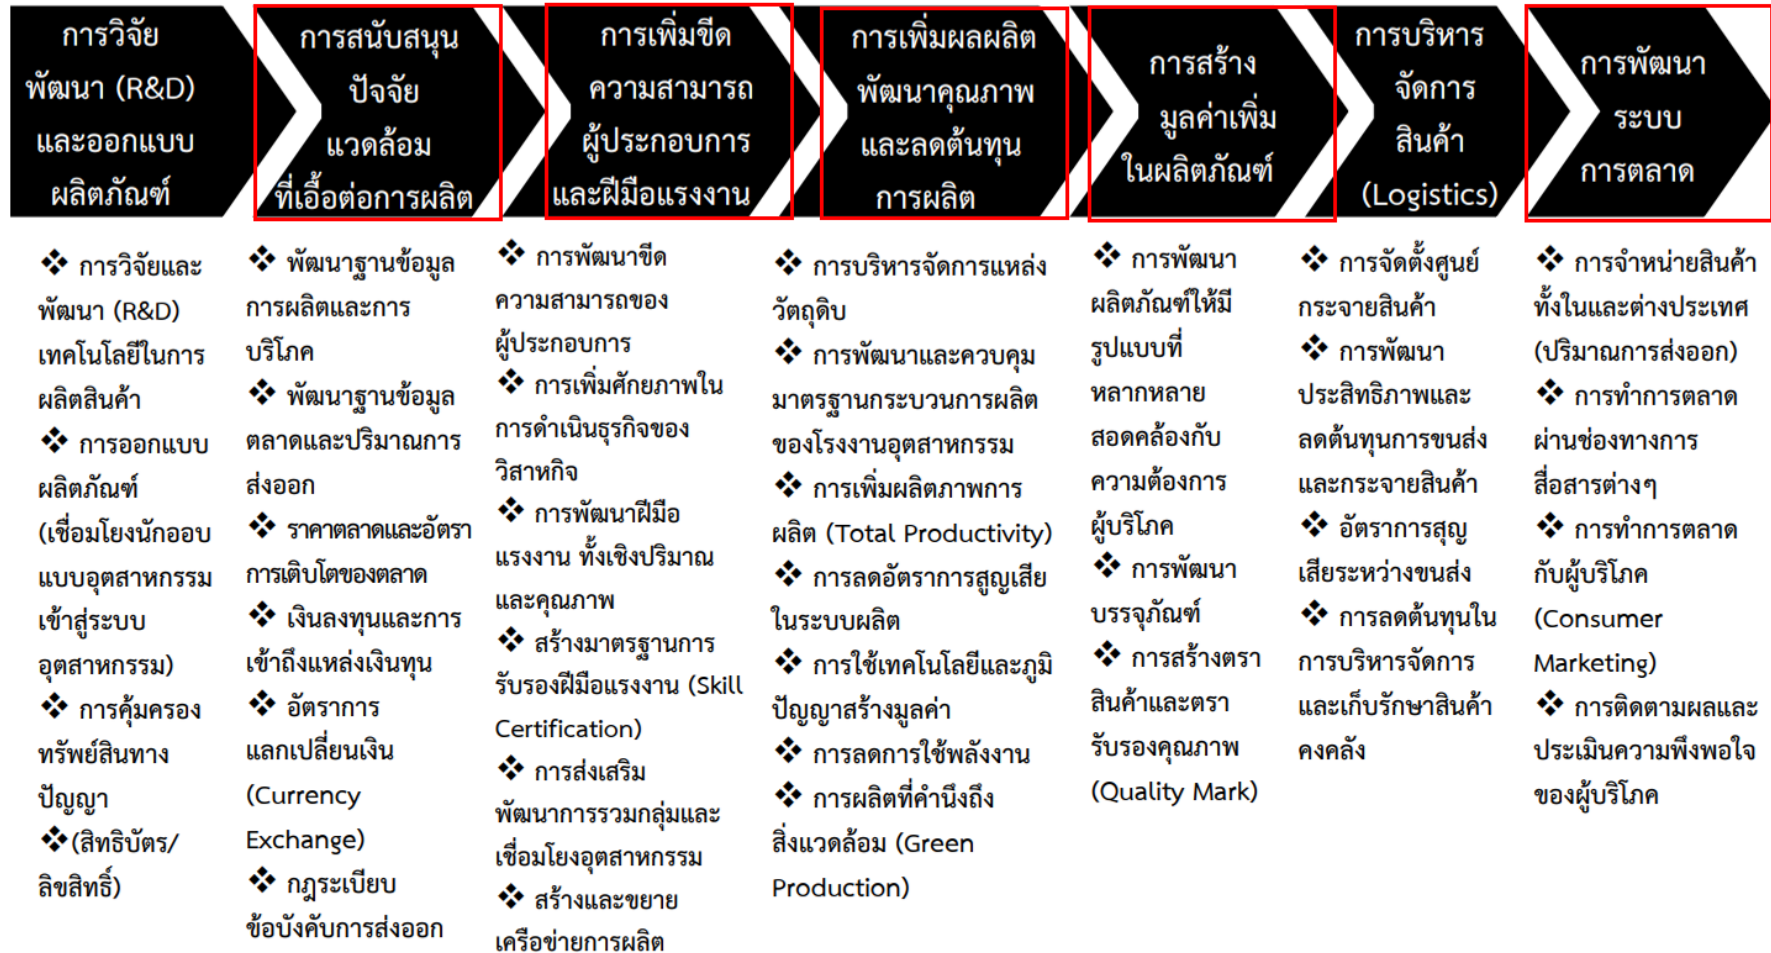 การวิจัย
พัฒนา (R&D)
และออกแบบ
ผลิตภัณฑ์
การสนับสนุน
ปัจจัย
แวดล้อม
ที่เอื้อต่อการผลิต
การเพิ่มขีด
ความสามารถ
ผู้ประกอบการ
และฝีมือแรงงาน
การเพิ่มผลผลิต
พัฒนาคุณภาพ
และลดต้นทุน
การผลิต
การสร้าง
มูลค่าเพิ่ม
ในผลิตภัณฑ์
การบริหาร
จัดการ
สินค้า
(Logistics)
การพัฒนา
ระบบ
การตลาด
❖ การวิจัยและ
พัฒนา (R&D)
เทคโนโลยีในการ
ผลิตสินค้า
❖ การออกแบบ
ผลิตภัณฑ์
(เชื่อมโยงนักออบ
แบบอุตสาหกรรม
เข้าสู่ระบบ
อุตสาหกรรม)
❖ การคุ้มครอง
ทรัพย์สินทาง
ปัญญา
❖(สิทธิบัตร/
ลิขสิทธิ์)
❖ พัฒนาฐานข้อมูล
การผลิตและการ
บริโภค
❖ พัฒนาฐานข้อมูล
ตลาดและปริมาณการ
ส่งออก
❖ ราคาตลาดและอัตรา
การเติบโตของตลาด
❖ เงินลงทุนและการ
เข้าถึงแหล่งเงินทุน
❖ อัตราการ
แลกเปลี่ยนเงิน
(Currency
Exchange)
❖ กฎระเบียบ
ข้อบังคับการส่งออก
❖ การพัฒนาขีด
ความสามารถของ
ผู้ประกอบการ
❖ การเพิ่มศักยภาพใน
การดำเนินธุรกิจของ
วิสาหกิจ
❖ การพัฒนาฝีมือ
แรงงาน ทั้งเชิงปริมาณ
และคุณภาพ
❖ สร้างมาตรฐานการ
รับรองฝีมือแรงงาน (Skill
Certification)
❖ การส่งเสริม
พัฒนาการรวมกลุ่มและ
เชื่อมโยงอุตสาหกรรม
❖ สร้างและขยาย
เครือข่ายการผลิต
❖ การบริหารจัดการแหล่ง
วัตถุดิบ
❖ การพัฒนาและควบคุม
มาตรฐานกระบวนการผลิต
ของโรงงานอุตสาหกรรม
❖ การเพิ่มผลิตภาพการ
ผลิต (Total Productivity)
❖ การลดอัตราการสูญเสีย
ในระบบผลิต
❖ การใช้เทคโนโลยีและภูมิ
ปัญญาสร้างมูลค่า
❖ การลดการใช้พลังงาน
❖ การผลิตที่คำนึงถึง
สิ่งแวดล้อม (Green
Production)
❖ การพัฒนา
ผลิตภัณฑ์ให้มี
รูปแบบที่
หลากหลาย
สอดคล้องกับ
ความต้องการ
ผู้บริโภค
❖ การพัฒนา
บรรจุภัณฑ์
❖ การสร้างตรา
สินค้าและตรา
รับรองคุณภาพ
(Quality Mark)
❖ การจัดตั้งศูนย์
กระจายสินค้า
❖ การพัฒนา
ประสิทธิภาพและ
ลดต้นทุนการขนส่ง
และกระจายสินค้า
❖ อัตราการสุญ
เสียระหว่างขนส่ง
❖ การลดต้นทุนใน
การบริหารจัดการ
และเก็บรักษาสินค้า
คงคลัง
❖ การจำหน่ายสินค้า
ทั้งในและต่างประเทศ
(ปริมาณการส่งออก)
❖ การทำการตลาด
ผ่านช่องทางการ
สื่อสารต่างๆ
❖ การทำการตลาด
กับผู้บริโภค
(Consumer
Marketing)
❖ การติดตามผลและ
ประเมินความพึงพอใจ
ของผู้บริโภค